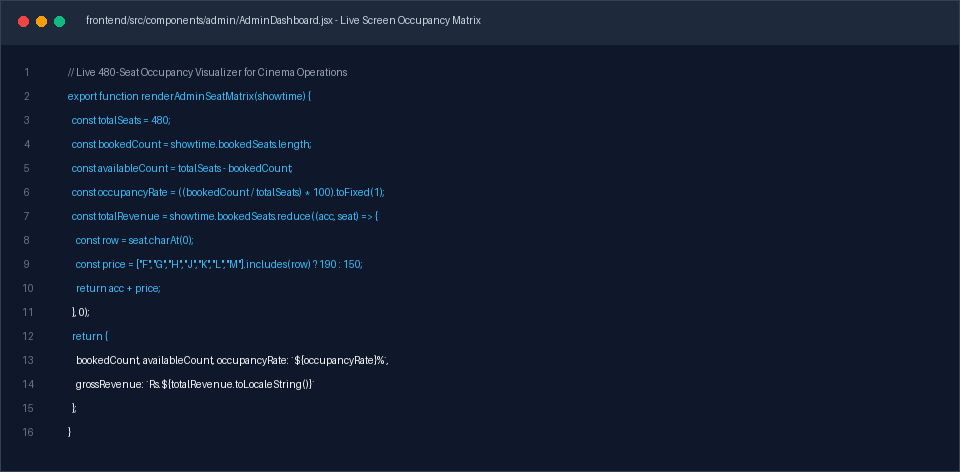 frontend/src/components/admin/AdminDashboard.jsx - Live Screen Occupancy Matrix
1 // Live 480-Seat Occupancy Visualizer for Cinema Operations
2 export function renderAdminSeatMatrix(showtime) {
3 const totalSeats = 480;
4 const bookedCount = showtime.bookedSeats.length;
5 const availableCount = totalSeats - bookedCount;
6 const occupancyRate = ((bookedCount / totalSeats) * 100).toFixed(1);
7 const totalRevenue = showtime.bookedSeats.reduce((acc, seat) => {
8 const row = seat.charAt(0);
9 const price = ["F","G","H","J","K","L","M"].includes(row) ? 190 : 150;
10 return acc + price;
11 }, 0);
12 return {
13 bookedCount, availableCount, occupancyRate: `${occupancyRate}%`,
14 grossRevenue: `Rs.${totalRevenue.toLocaleString()}`
15 };
16 }